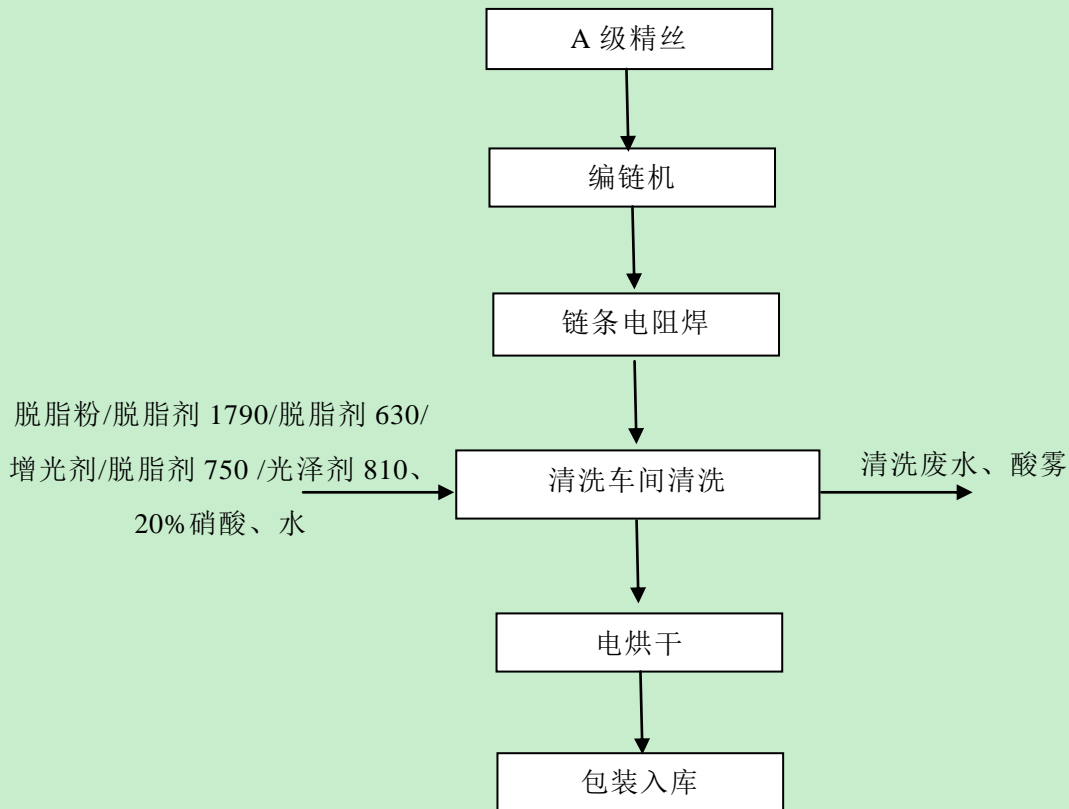 A 级精丝
编链机
链条电阻焊
脱脂粉/脱脂剂 1790/脱脂剂 630/
增光剂/脱脂剂 750 /光泽剂 810、
20%硝酸、水
清洗车间清洗
清洗废水、酸雾
电烘干
包装入库